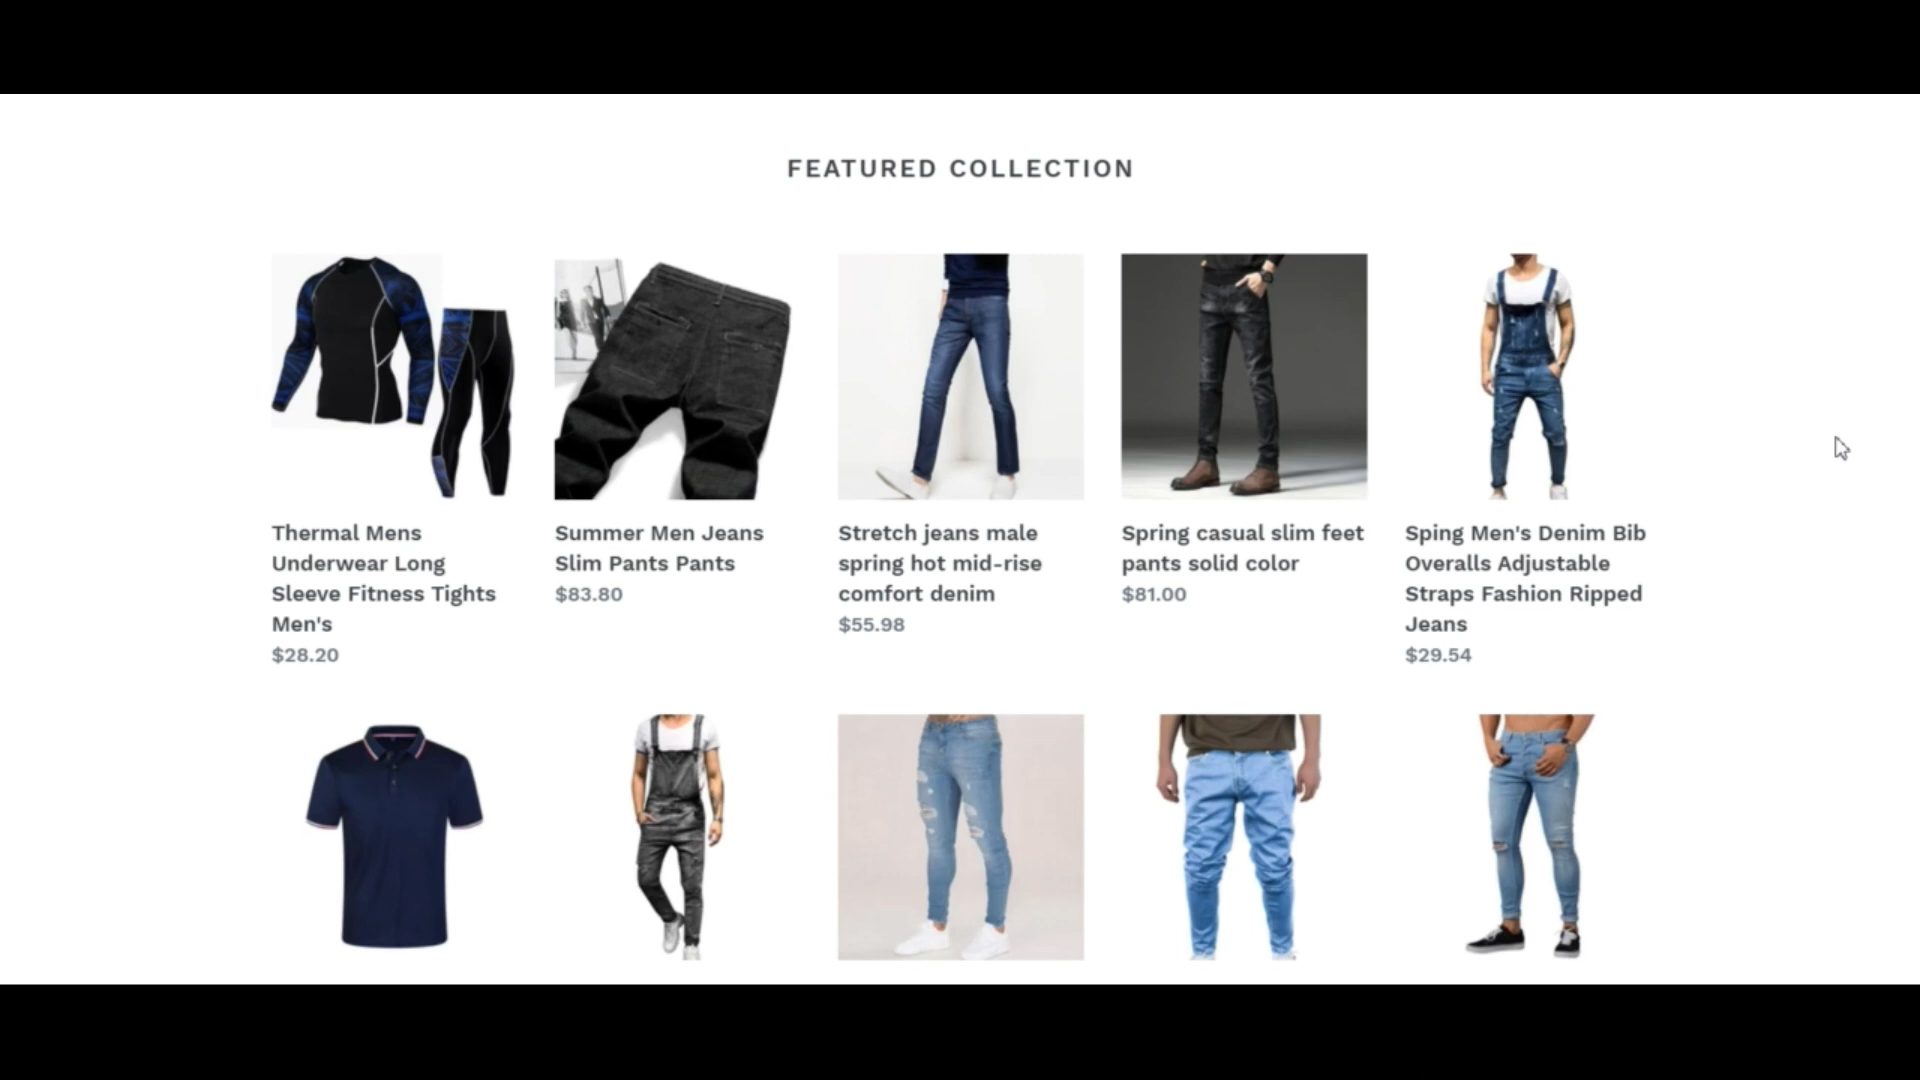 FEATURED COLLECTION
Thermal Mens
Underwear Long
Sleeve Fitness Tights
Men's
$28.20
Summer Men Jeans
Slim Pants Pants
$83.80
Stretch jeans male
spring hot mid-rise
comfort denim
$55.98
Spring casual slim feet
pants solid color
$81.00
Sping Men's Denim Bib
Overalls Adjustable
Straps Fashion Ripped
Jeans
$29.54